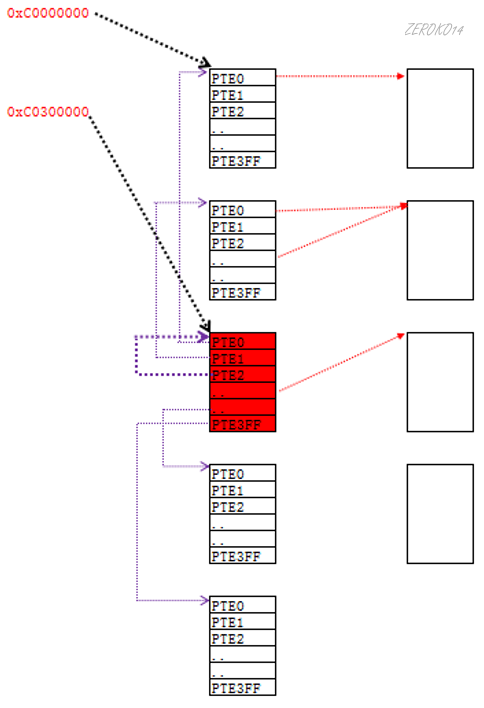 ZEROKO14
0xC0000000
PTE0
PTE1
PTE2
..
..
PTE3FF
0xC0300000
PTE0
PTE1
PTE2
..
..
PTE3FF
PTE0
PTE1
PTE2
..
..
PTE3FF
PTE0
PTE1
PTE2
..
..
PTE3FF
PTE0
PTE1
PTE2
..
..
PTE3FF